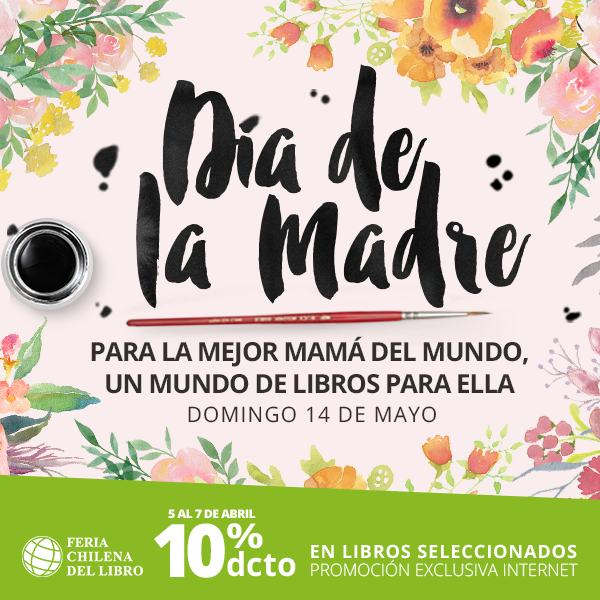 Día de
la Madre
PARA LA MEJOR MAMÁ DEL MUNDO,
UN MUNDO DE LIBROS PARA ELLA
DOMINGO 14 DE MAYO
FERIA
CHILENA
DEL LIBRO
5 AL 7 DE ABRIL
10% dcto
EN LIBROS SELECCIONADOS
PROMOCIÓN EXCLUSIVA INTERNET